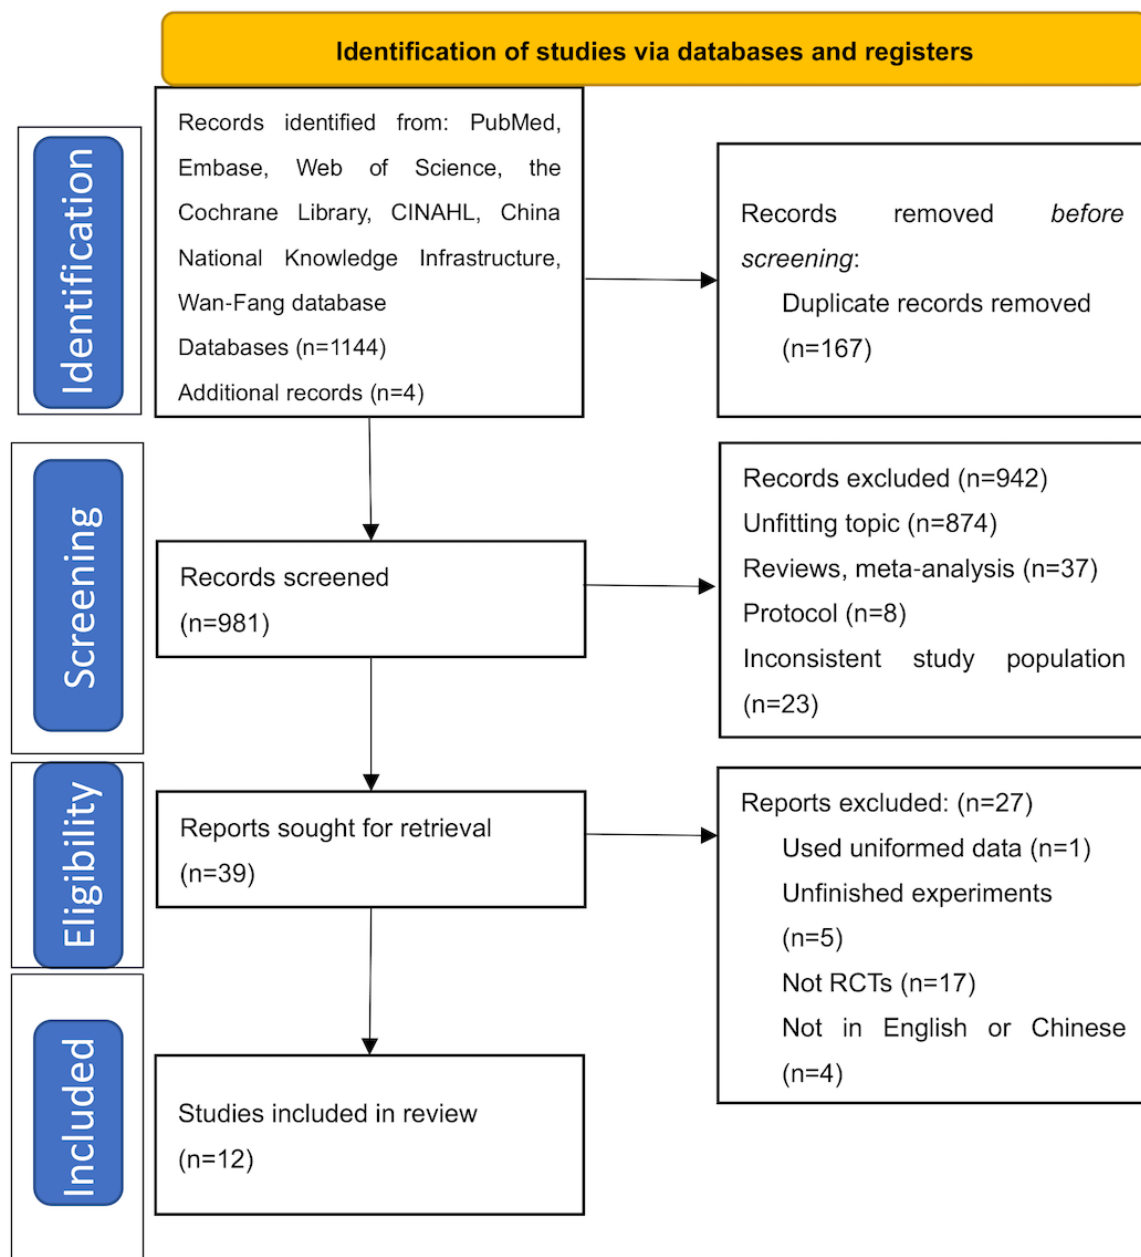 Identification of studies via databases and registers
Identification
Records identified from: PubMed,
Embase, Web of Science, the
Cochrane Library, CINAHL, China
National Knowledge Infrastructure,
Wan-Fang database
Databases (n=1144)
Additional records (n=4)
Records removed before
screening:
Duplicate records removed
(n=167)
Screening
Records screened
(n=981)
Records excluded (n=942)
Unfitting topic (n=874)
Reviews, meta-analysis (n=37)
Protocol (n=8)
Inconsistent study population
(n=23)
Eligibility
Reports sought for retrieval
(n=39)
Reports excluded: (n=27)
Used uniformed data (n=1)
Unfinished experiments
(n=5)
Not RCTs (n=17)
Not in English or Chinese
(n=4)
Included
Studies included in review
(n=12)